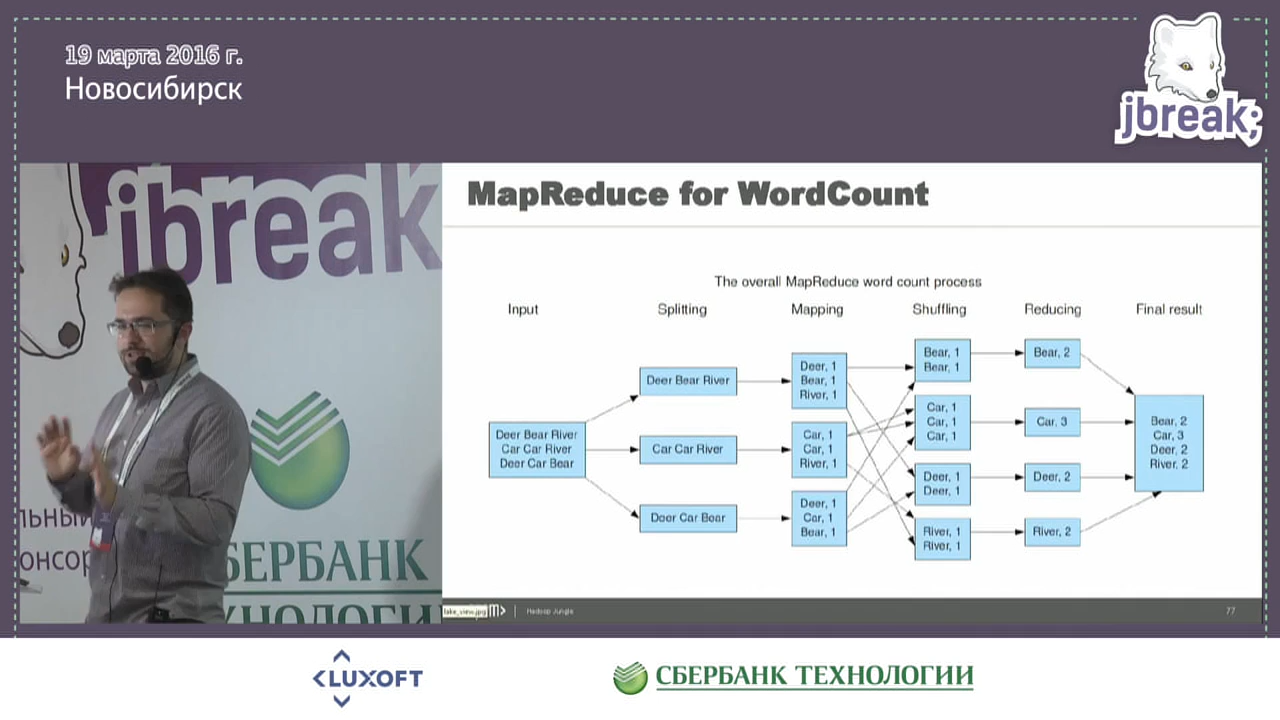 19 марта 2016 г.
Новосибирск
jbreak;
jbreak
льный
онсор
СБЕРБАНК
ТЕХНОЛОГИИ
MapReduce for WordCount
The overall MapReduce word count process
Input
Splitting
Mapping
Shuffling
Reducing
Final result
Deer Bear River
Car Car River
Deer Car Bear
Deer Bear River
Car Car River
Deer Car Bear
Deer, 1
Bear, 1
River, 1
Car, 1
Car, 1
River, 1
Deer, 1
Car, 1
Bear, 1
Bear, 1
Bear, 1
Car, 1
Car, 1
Car, 1
Deer, 1
Deer, 1
River, 1
River, 1
Bear, 2
Car, 3
Deer, 2
River, 2
Bear, 2
Car, 3
Deer, 2
River, 2
Hadoop Jungle
77
LUXOFT
СБЕРБАНК ТЕХНОЛОГИИ